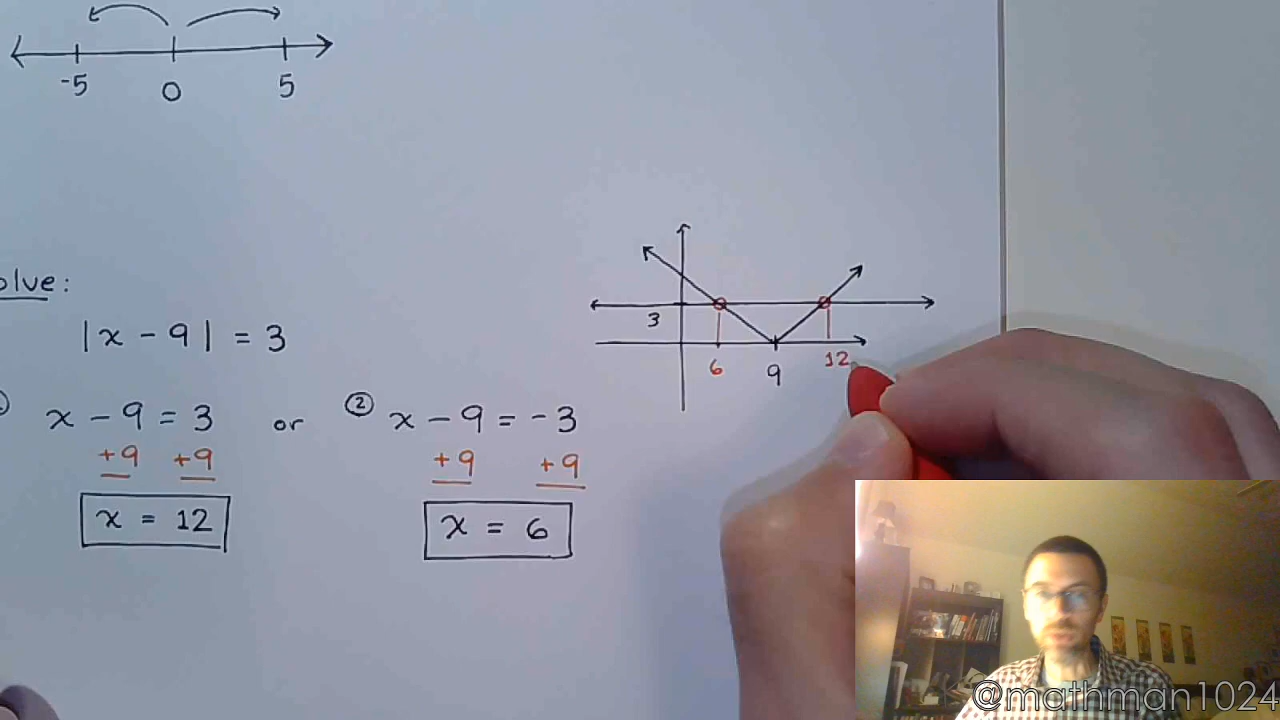 -5 0 5
olve:
|x - 9| = 3
x - 9 = 3 or ② x - 9 = -3
+9 +9 +9 +9
x = 12 x = 6
3
6 9 12
@mathman1024